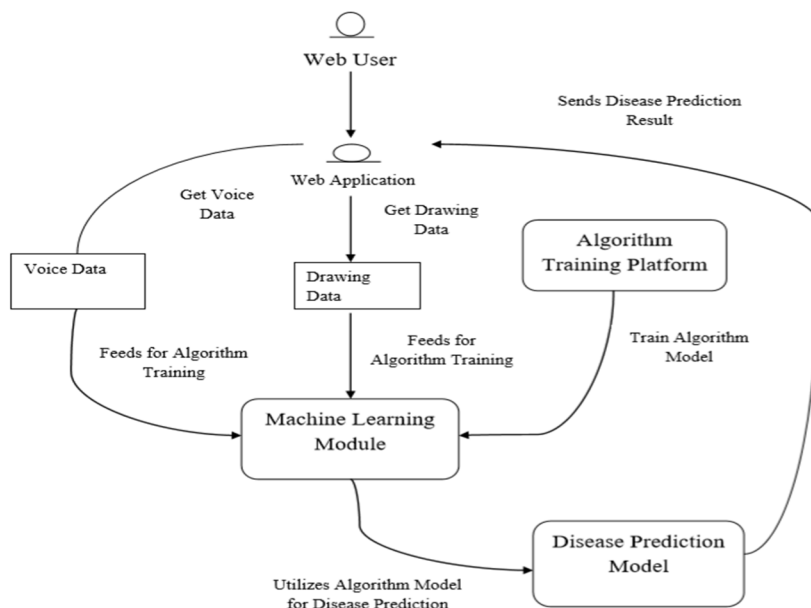 Web User
Sends Disease Prediction
Result
Web Application
Get Voice
Data
Get Drawing
Data
Algorithm
Training Platform
Voice Data
Drawing
Data
Feeds for Algorithm
Training
Feeds for
Algorithm Training
Train Algorithm
Model
Machine Learning
Module
Disease Prediction
Model
Utilizes Algorithm Model
for Disease Prediction